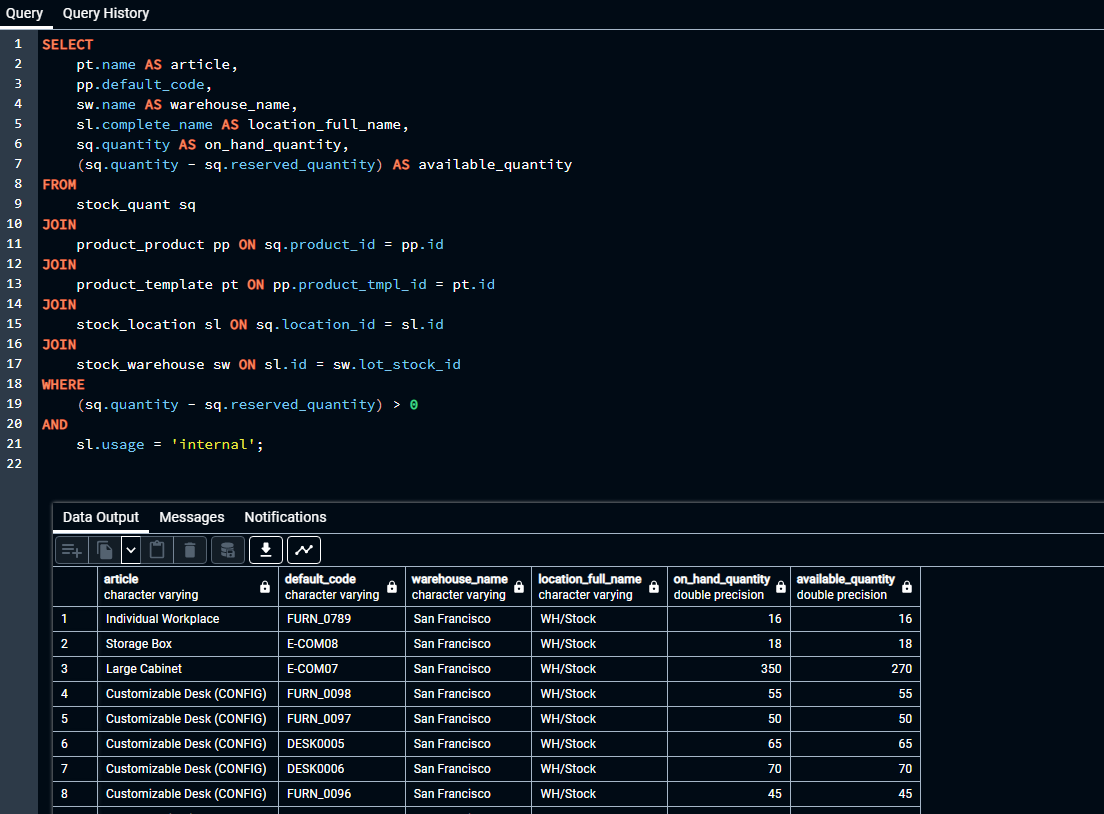 Query Query History
1 SELECT
2 pt.name AS article,
3 pp.default_code,
4 sw.name AS warehouse_name,
5 sl.complete_name AS location_full_name,
6 sq.quantity AS on_hand_quantity,
7 (sq.quantity - sq.reserved_quantity) AS available_quantity
8 FROM
9 stock_quant sq
10 JOIN
11 product_product pp ON sq.product_id = pp.id
12 JOIN
13 product_template pt ON pp.product_tmpl_id = pt.id
14 JOIN
15 stock_location sl ON sq.location_id = sl.id
16 JOIN
17 stock_warehouse sw ON sl.id = sw.lot_stock_id
18 WHERE
19 (sq.quantity - sq.reserved_quantity) > 0
20 AND
21 sl.usage = 'internal';
22
Data Output Messages Notifications
article default_code warehouse_name location_full_name on_hand_quantity available_quantity
character varying character varying character varying character varying double precision double precision
1 Individual Workplace FURN_0789 San Francisco WH/Stock 16 16
2 Storage Box E-COM08 San Francisco WH/Stock 18 18
3 Large Cabinet E-COM07 San Francisco WH/Stock 350 270
4 Customizable Desk (CONFIG) FURN_0098 San Francisco WH/Stock 55 55
5 Customizable Desk (CONFIG) FURN_0097 San Francisco WH/Stock 50 50
6 Customizable Desk (CONFIG) DESK0005 San Francisco WH/Stock 65 65
7 Customizable Desk (CONFIG) DESK0006 San Francisco WH/Stock 70 70
8 Customizable Desk (CONFIG) FURN_0096 San Francisco WH/Stock 45 45